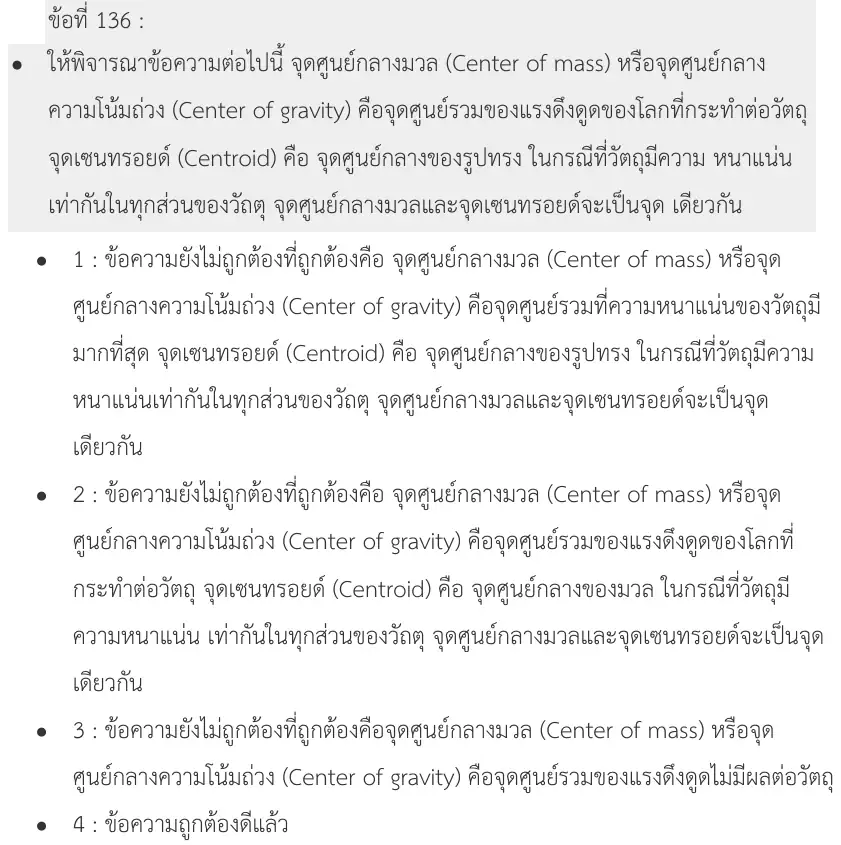 ข้อที่ 136 :
• ให้พิจารณาข้อความต่อไปนี้ จุดศูนย์กลางมวล (Center of mass) หรือจุดศูนย์กลาง
ความโน้มถ่วง (Center of gravity) คือจุดศูนย์รวมของแรงดึงดูดของโลกที่กระทำต่อวัตถุ
จุดเซนทรอยด์ (Centroid) คือ จุดศูนย์กลางของรูปทรง ในกรณีที่วัตถุมีความ หนาแน่น
เท่ากันในทุกส่วนของวัถตุ จุดศูนย์กลางมวลและจุดเซนทรอยด์จะเป็นจุด เดียวกัน
• 1 : ข้อความยังไม่ถูกต้องที่ถูกต้องคือ จุดศูนย์กลางมวล (Center of mass) หรือจุด
ศูนย์กลางความโน้มถ่วง (Center of gravity) คือจุดศูนย์รวมที่ความหนาแน่นของวัตถุมี
มากที่สุด จุดเซนทรอยด์ (Centroid) คือ จุดศูนย์กลางของรูปทรง ในกรณีที่วัตถุมีความ
หนาแน่นเท่ากันในทุกส่วนของวัถตุ จุดศูนย์กลางมวลและจุดเซนทรอยด์จะเป็นจุด
เดียวกัน
• 2 : ข้อความยังไม่ถูกต้องที่ถูกต้องคือ จุดศูนย์กลางมวล (Center of mass) หรือจุด
ศูนย์กลางความโน้มถ่วง (Center of gravity) คือจุดศูนย์รวมของแรงดึงดูดของโลกที่
กระทำต่อวัตถุ จุดเซนทรอยด์ (Centroid) คือ จุดศูนย์กลางของมวล ในกรณีที่วัตถุมี
ความหนาแน่น เท่ากันในทุกส่วนของวัถตุ จุดศูนย์กลางมวลและจุดเซนทรอยด์จะเป็นจุด
เดียวกัน
• 3 : ข้อความยังไม่ถูกต้องที่ถูกต้องคือจุดศูนย์กลางมวล (Center of mass) หรือจุด
ศูนย์กลางความโน้มถ่วง (Center of gravity) คือจุดศูนย์รวมของแรงดึงดูดไม่มีผลต่อวัตถุ
• 4 : ข้อความถูกต้องดีแล้ว